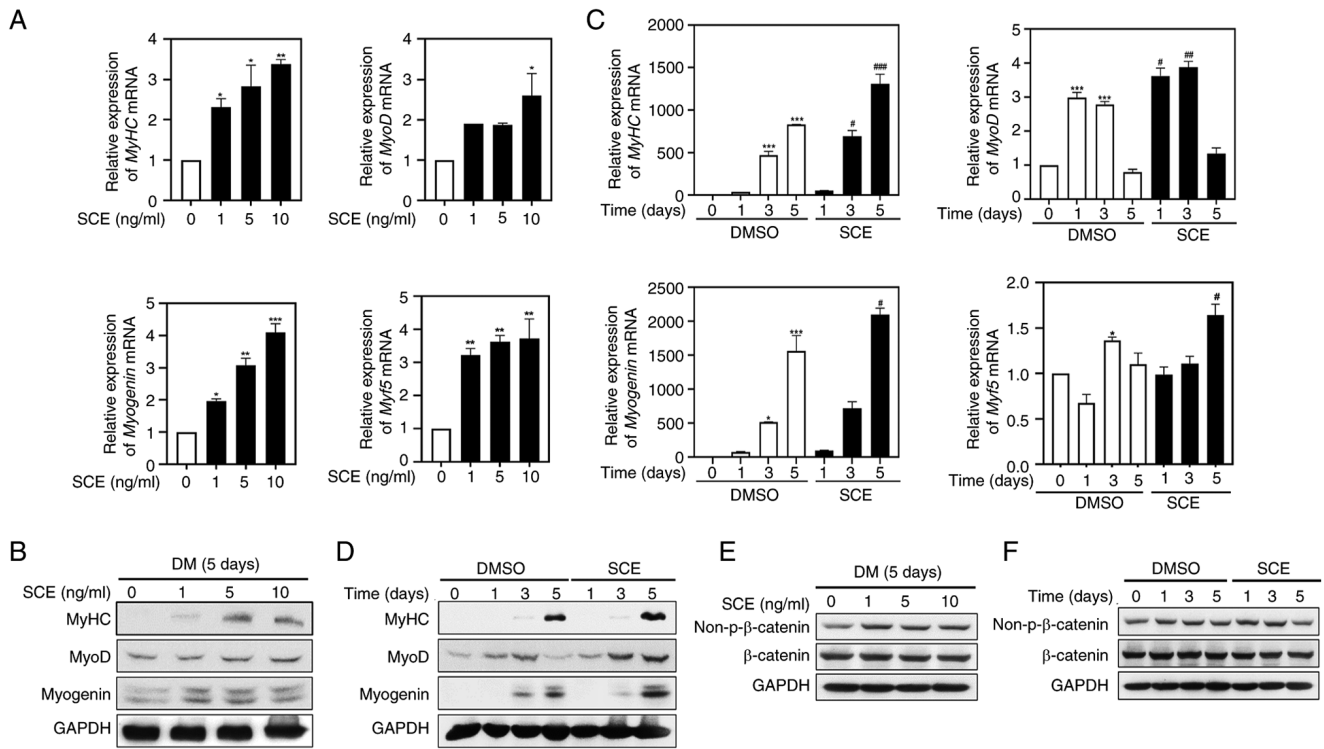 A
Relative expression
of MyHC mRNA
4
3
2
1
0
*
*
**
SCE (ng/ml)
0 1 5 10
Relative expression
of MyoD mRNA
4
3
2
1
0
*
SCE (ng/ml)
0 1 5 10
Relative expression
of Myogenin mRNA
5
4
3
2
1
0
*
**
***
SCE (ng/ml)
0 1 5 10
Relative expression
of Myf5 mRNA
5
4
3
2
1
0
**
**
**
SCE (ng/ml)
0 1 5 10
C
Relative expression
of MyHC mRNA
2000
1500
1000
500
0
***
***
#
###
Time (days)
0 1 3 5 1 3 5
DMSO SCE
Relative expression
of MyoD mRNA
5
4
3
2
1
0
***
***
#
##
Time (days)
0 1 3 5 1 3 5
DMSO SCE
Relative expression
of Myogenin mRNA
2500
2000
1500
1000
500
0
*
***
#
Time (days)
0 1 3 5 1 3 5
DMSO SCE
Relative expression
of Myf5 mRNA
2.0
1.5
1.0
0.5
0.0
*
#
Time (days)
0 1 3 5 1 3 5
DMSO SCE
B
DM (5 days)
SCE (ng/ml) 0 1 5 10
MyHC
MyoD
Myogenin
GAPDH
D
DMSO SCE
Time (days) 0 1 3 5 1 3 5
MyHC
MyoD
Myogenin
GAPDH
E
DM (5 days)
SCE (ng/ml) 0 1 5 10
Non-p-β-catenin
β-catenin
GAPDH
F
DMSO SCE
Time (days) 0 1 3 5 1 3 5
Non-p-β-catenin
β-catenin
GAPDH